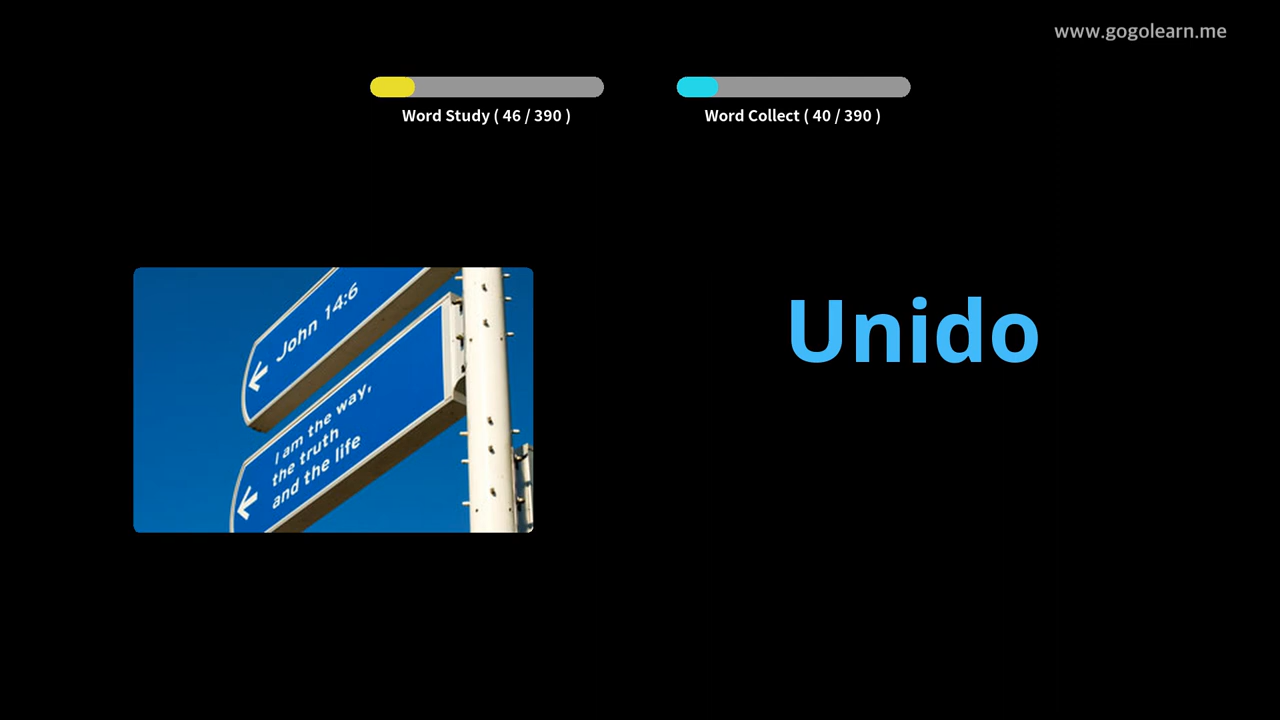 www.gogolearn.me
Word Study ( 46 / 390 )
Word Collect ( 40 / 390 )
John 14:6
I am the way,
the truth
and the life
Unido